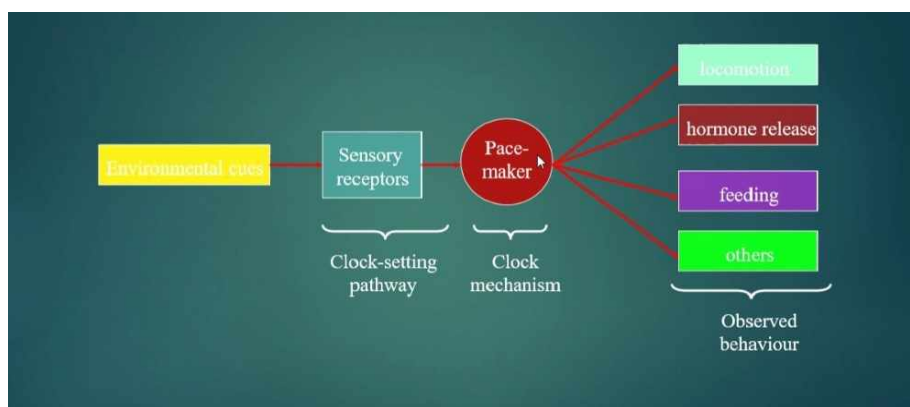 Environmental cues
Sensory
receptors
Pace-
maker
locomotion
hormone release
feeding
others
Clock-setting
pathway
Clock
mechanism
Observed
behaviour